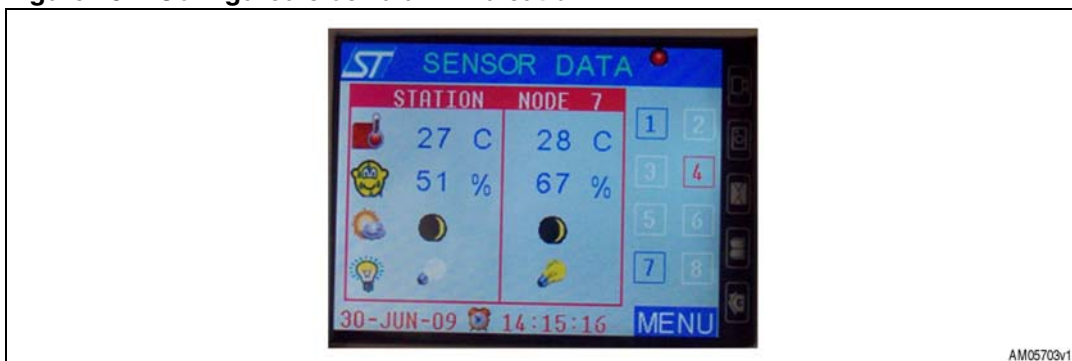 ST SENSOR DATA
STATION NODE 7
27 C 28 C
51 % 67 %
1 2
3 4
5 6
7 8
30-JUN-09 14:15:16 MENU
AM05703v1